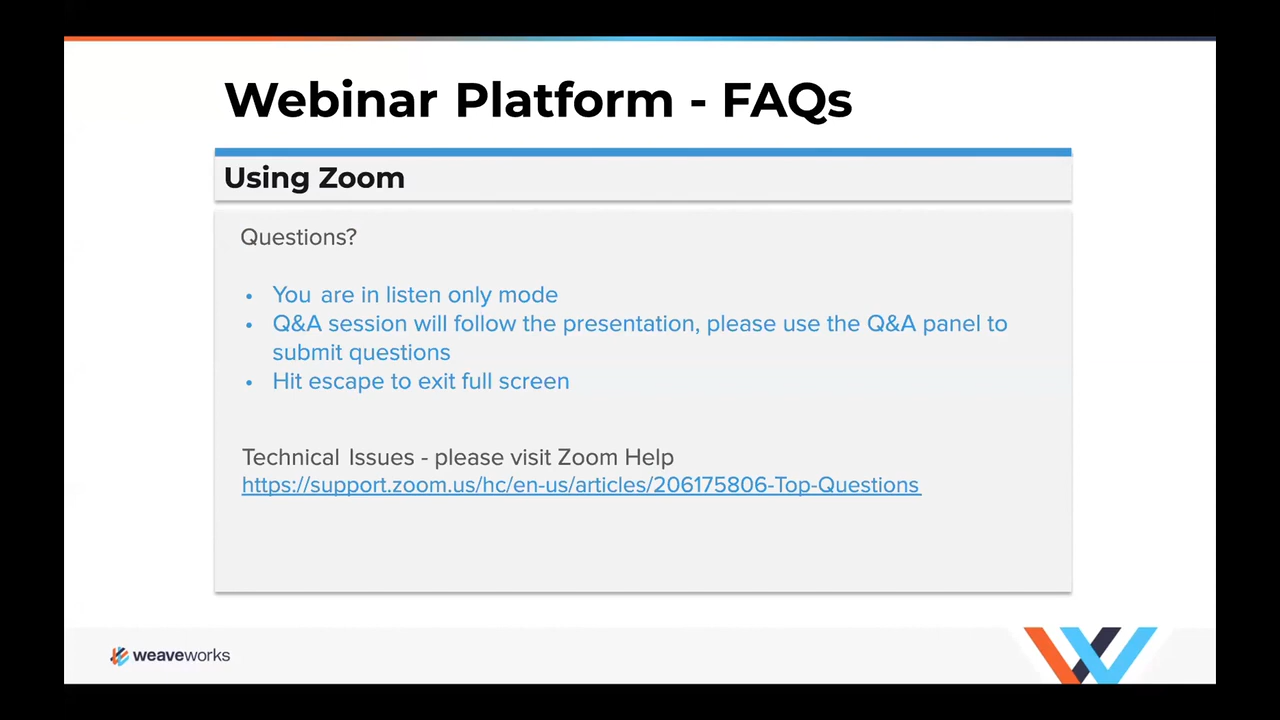 Webinar Platform - FAQs
Using Zoom
Questions?
• You are in listen only mode
• Q&A session will follow the presentation, please use the Q&A panel to
submit questions
• Hit escape to exit full screen
Technical Issues - please visit Zoom Help
https://support.zoom.us/hc/en-us/articles/206175806-Top-Questions
weaveworks